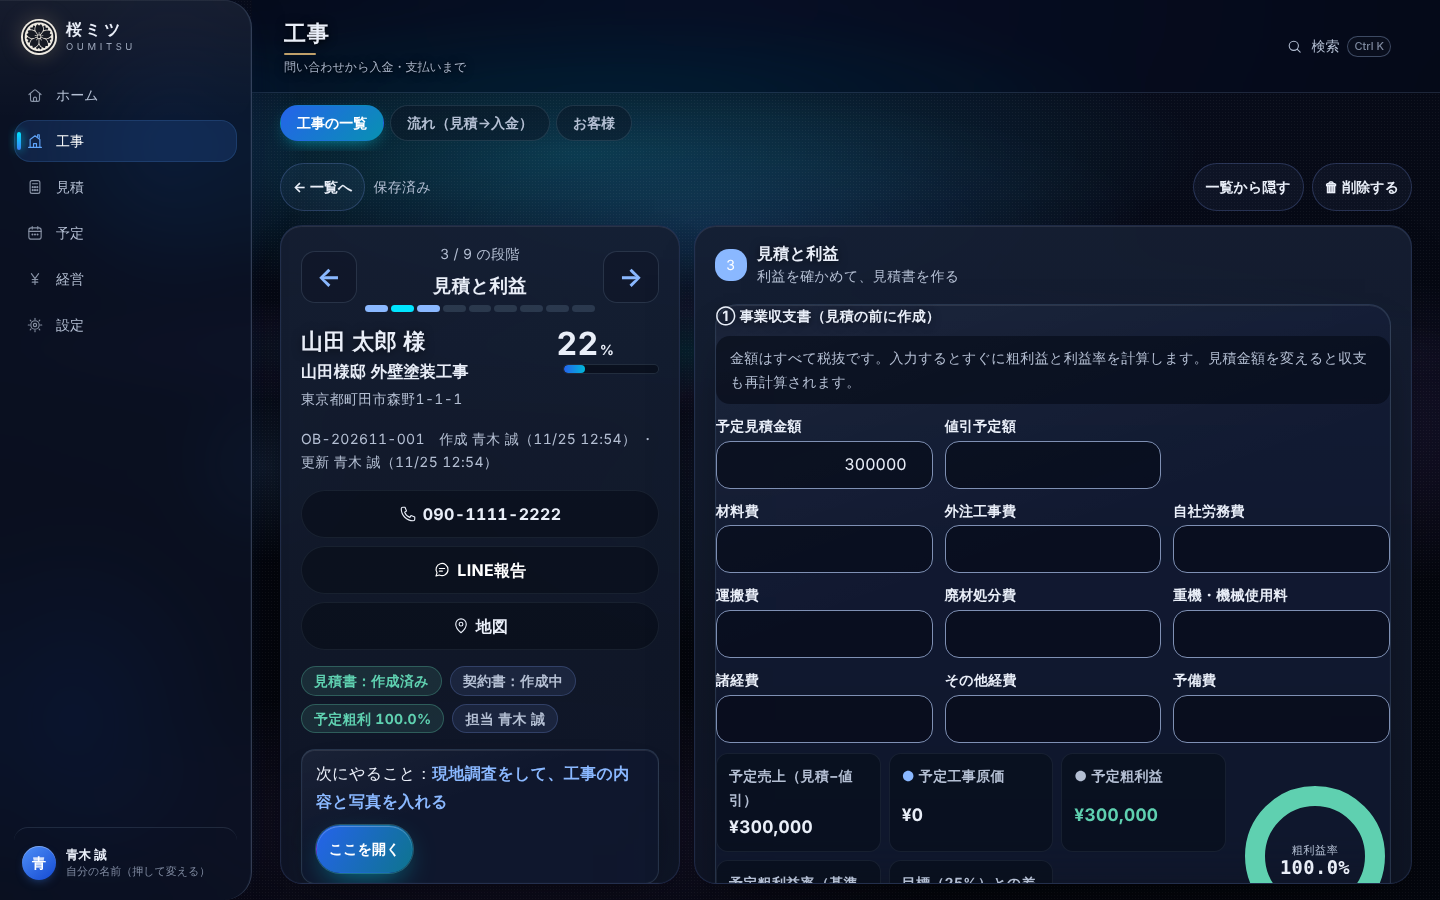 桜ミツ
OUMITSU
ホーム
工事
見積
予定
経営
設定
青
青木 誠
自分の名前（押して変える）
工事
問い合わせから入金・支払いまで
検索 Ctrl K
工事の一覧
流れ（見積→入金）
お客様
← 一覧へ
保存済み
一覧から隠す
削除する
3 / 9 の段階
見積と利益
山田 太郎 様
22%
山田様邸 外壁塗装工事
東京都町田市森野1-1-1
OB-202611-001 作成 青木 誠（11/25 12:54） ・
更新 青木 誠（11/25 12:54）
090-1111-2222
LINE報告
地図
見積書：作成済み
契約書：作成中
予定粗利 100.0%
担当 青木 誠
次にやること：現地調査をして、工事の内
容と写真を入れる
ここを開く
3
見積と利益
利益を確かめて、見積書を作る
① 事業収支書（見積の前に作成）
金額はすべて税抜です。入力するとすぐに粗利益と利益率を計算します。見積金額を変えると収支
も再計算されます。
予定見積金額
値引予定額
300000
材料費
外注工事費
自社労務費
運搬費
廃材処分費
重機・機械使用料
諸経費
その他経費
予備費
予定売上（見積−値
引）
¥300,000
予定工事原価
¥0
予定粗利益
¥300,000
粗利益率
100.0%
予定粗利益率（基準
目標（25%）との差